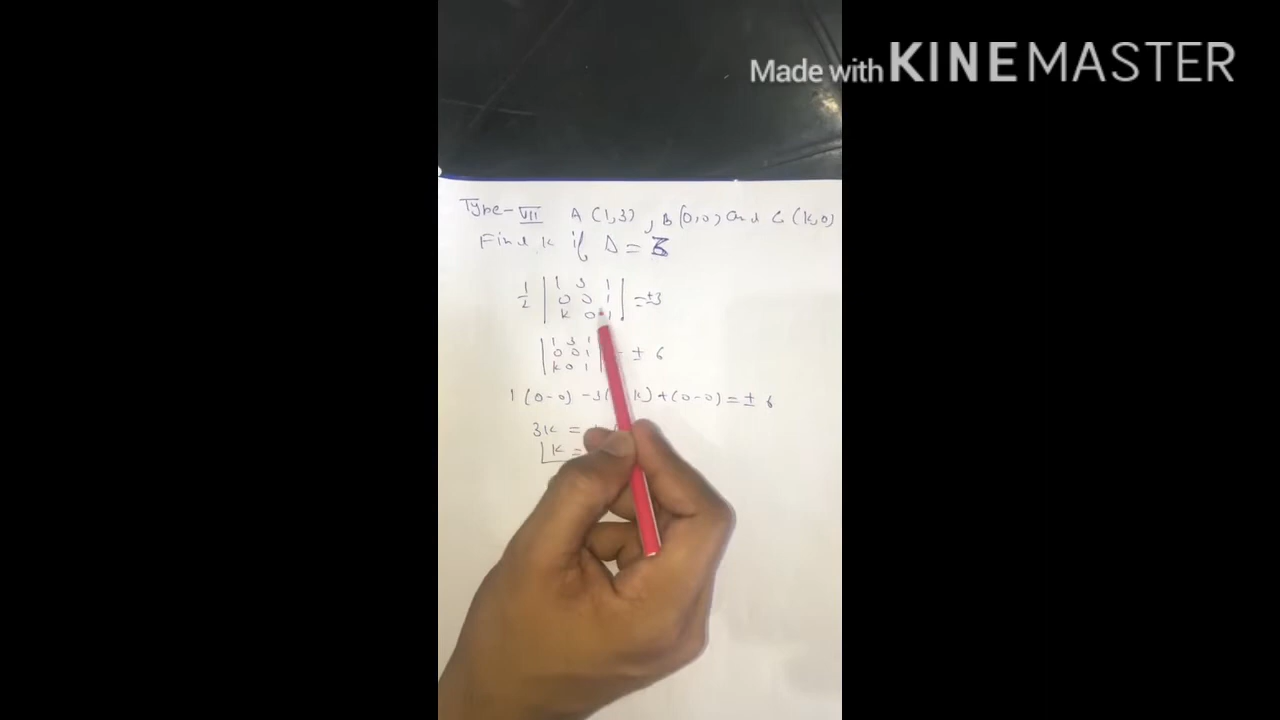 Made with KINEMASTER
Type-VII A (1,3) , B (0,0) and C (k,0)
Find k if Δ = 3
1/2 | 1 3 1 | = ±3
| 0 0 1 |
| k 0 1 |
| 1 3 1 | = ± 6
| 0 0 1 |
| k 0 1 |
1 (0-0) -3( k) + (0-0) = ± 6
3k =
k =